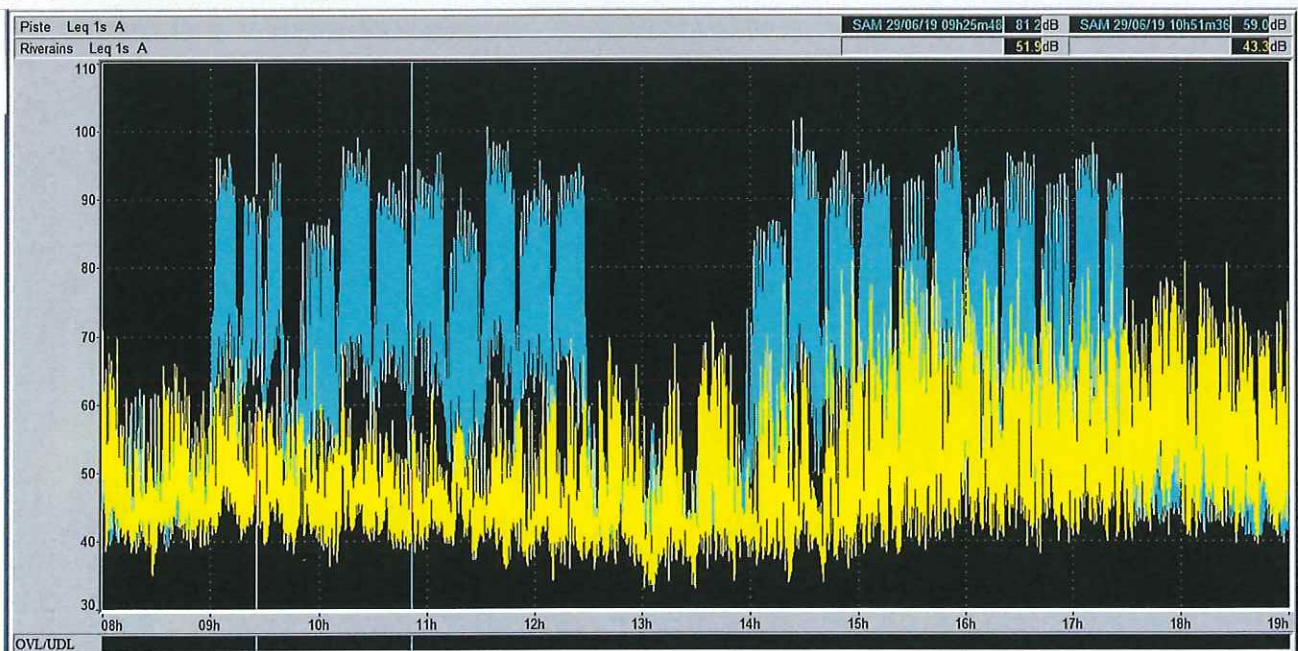 Piste Leq 1s A SAM 29/06/19 09h25m48 81.2dB SAM 29/06/19 10h51m36 59.0dB
Riverains Leq 1s A 51.9dB 43.3dB
110
100
90
80
70
60
50
40
30
08h 09h 10h 11h 12h 13h 14h 15h 16h 17h 18h 19h
OVL/UDL